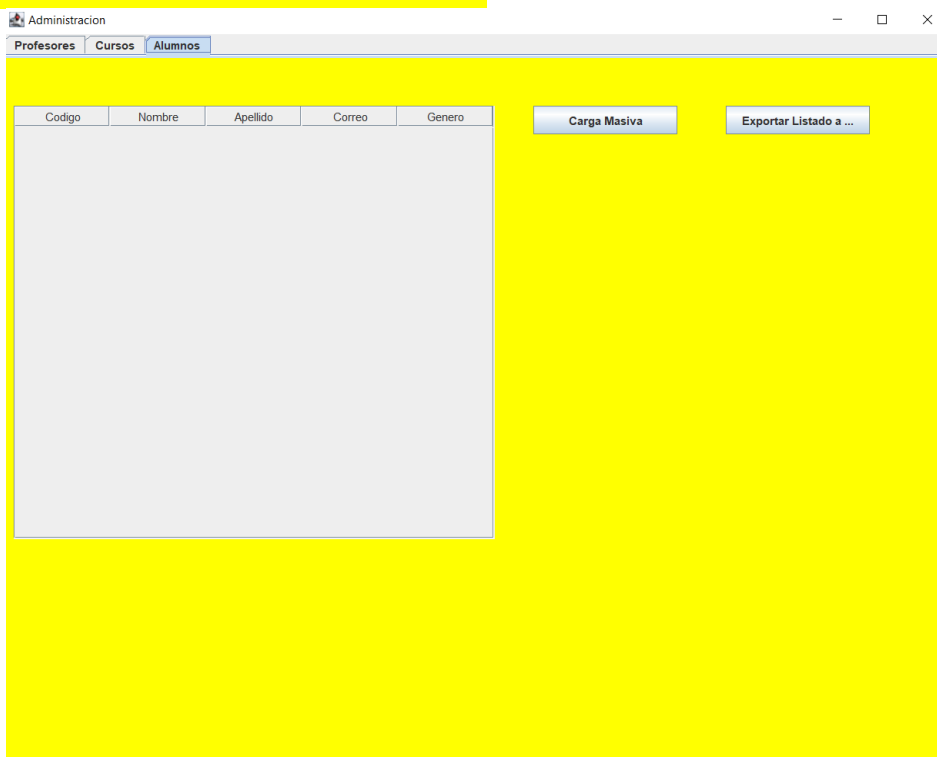 Administracion
Profesores Cursos Alumnos
Codigo Nombre Apellido Correo Genero Carga Masiva Exportar Listado a ...